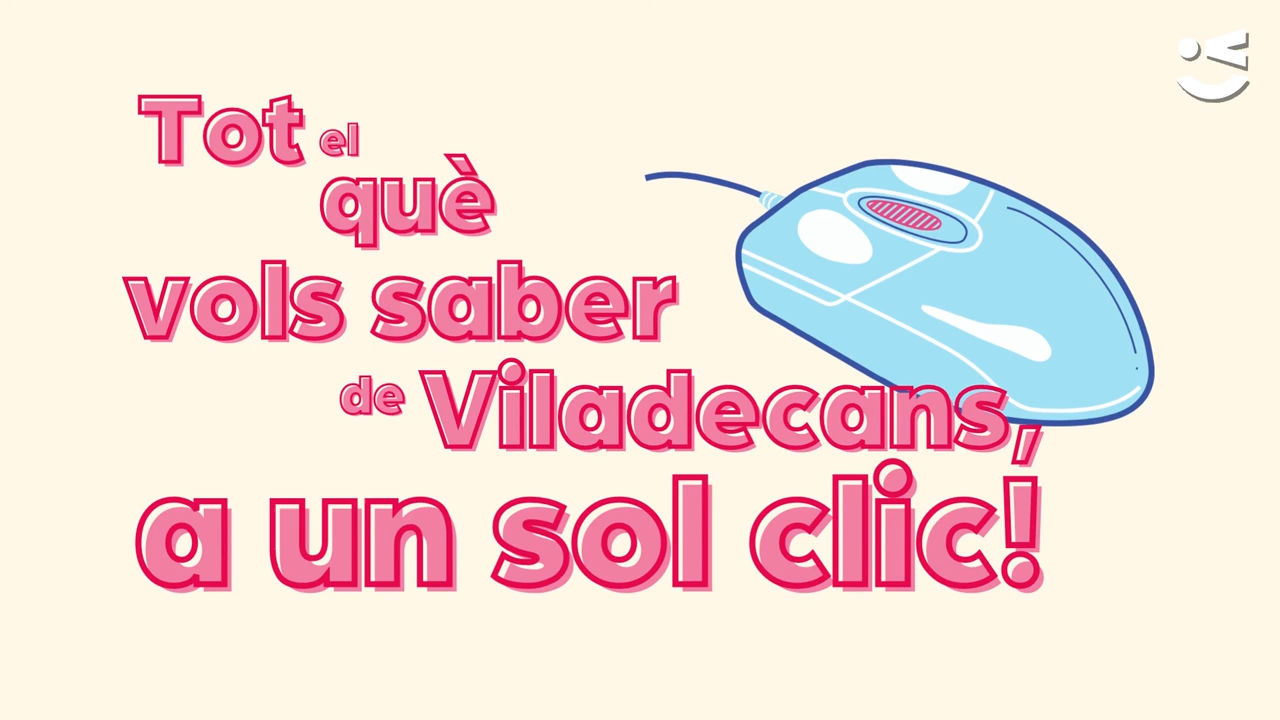 Tot el
què
vols saber
de Viladecans,
a un sol clic!